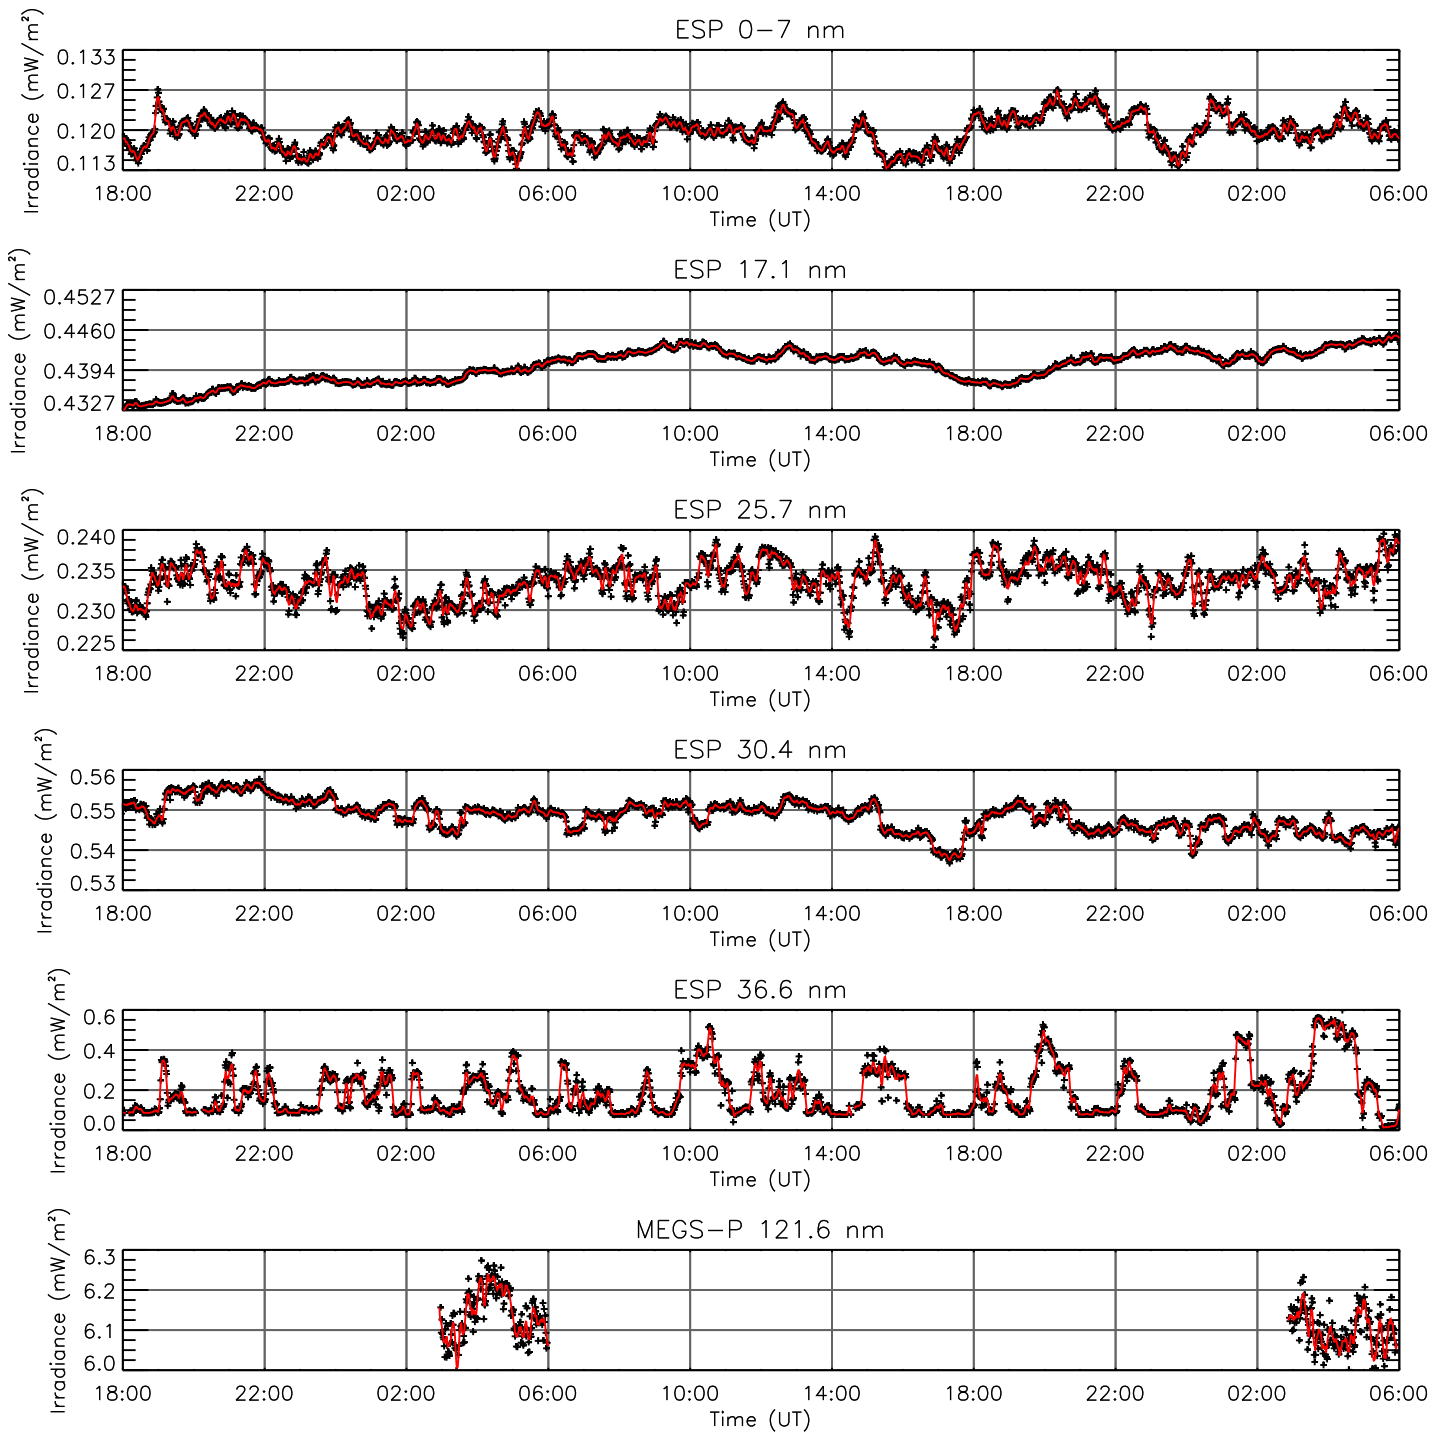 ESP 0-7 nm
Irradiance (mW/m²)
0.133
0.127
0.120
0.113
18:00 22:00 02:00 06:00 10:00 14:00 18:00 22:00 02:00 06:00
Time (UT)
ESP 17.1 nm
Irradiance (mW/m²)
0.4527
0.4460
0.4394
0.4327
18:00 22:00 02:00 06:00 10:00 14:00 18:00 22:00 02:00 06:00
Time (UT)
ESP 25.7 nm
Irradiance (mW/m²)
0.240
0.235
0.230
0.225
18:00 22:00 02:00 06:00 10:00 14:00 18:00 22:00 02:00 06:00
Time (UT)
ESP 30.4 nm
Irradiance (mW/m²)
0.56
0.55
0.54
0.53
18:00 22:00 02:00 06:00 10:00 14:00 18:00 22:00 02:00 06:00
Time (UT)
ESP 36.6 nm
Irradiance (mW/m²)
0.6
0.4
0.2
0.0
18:00 22:00 02:00 06:00 10:00 14:00 18:00 22:00 02:00 06:00
Time (UT)
MEGS-P 121.6 nm
Irradiance (mW/m²)
6.3
6.2
6.1
6.0
18:00 22:00 02:00 06:00 10:00 14:00 18:00 22:00 02:00 06:00
Time (UT)